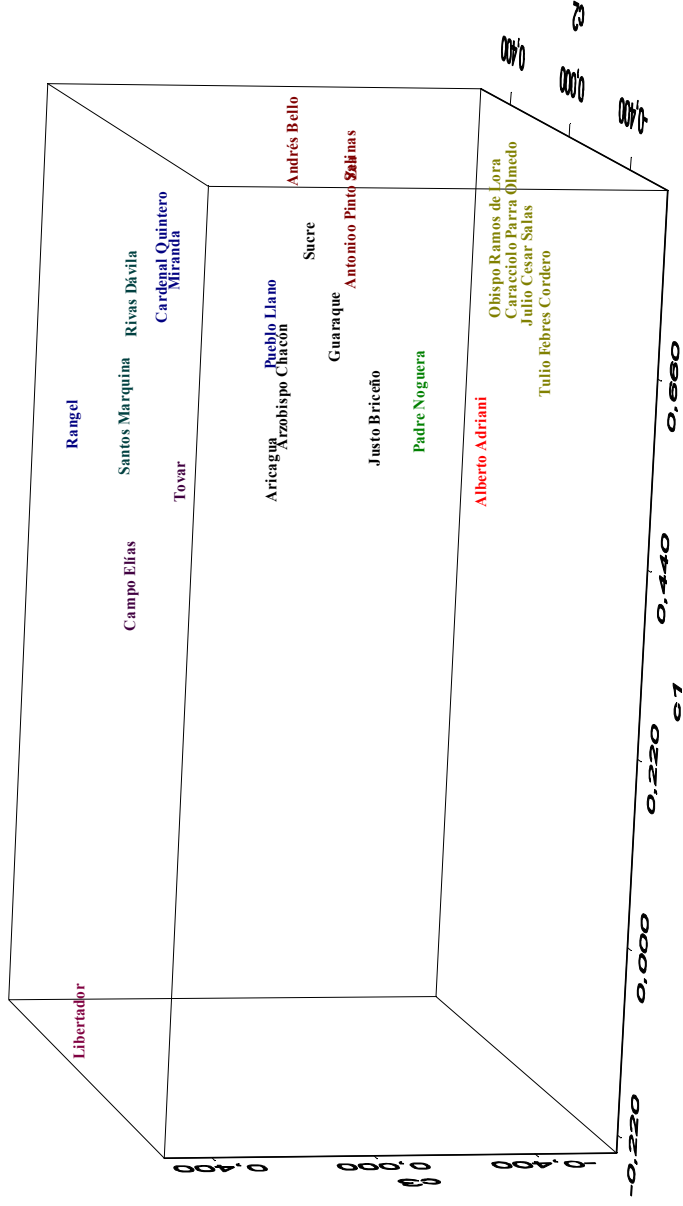 c2
0,400
0,000
-0,400
Andrés Bello
Antonioo Pinto Salinas
Zea
Sucre
Obispo Ramos de Lora
Caracciolo Parra Olmedo
Julio Cesar Salas
Tulio Febres Cordero
Cardenal Quintero
Miranda
Rivas Dávila
Pueblo Llano
Guaraque
Arzobispo Chacón
Justo Briceño
Padre Noguera
Rangel
Santos Marquina
Tovar
Aricagua
Alberto Adriani
Campo Elías
Libertador
0,660
0,440
c1
0,220
0,000
-0,220
0,400
0,000
-0,400
c3